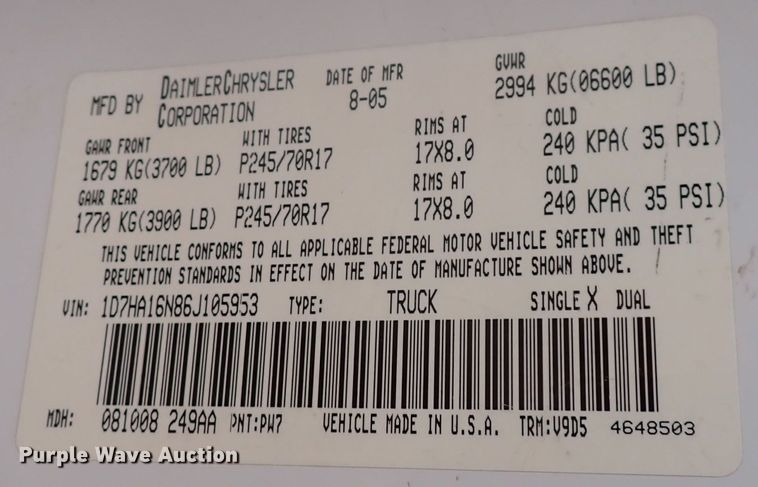 MFD BY DAIMLERCHRYSLER CORPORATION DATE OF MFR 8-05 GVWR 2994 KG(06600 LB)
GAWR FRONT WITH TIRES RIMS AT COLD
1679 KG(3700 LB) P245/70R17 17X8.0 240 KPA( 35 PSI)
GAWR REAR WITH TIRES RIMS AT COLD
1770 KG(3900 LB) P245/70R17 17X8.0 240 KPA( 35 PSI)
THIS VEHICLE CONFORMS TO ALL APPLICABLE FEDERAL MOTOR VEHICLE SAFETY AND THEFT
PREVENTION STANDARDS IN EFFECT ON THE DATE OF MANUFACTURE SHOWN ABOVE.
VIN: 1D7HA16N86J105953 TYPE: TRUCK SINGLE X DUAL
MDH: 081008 249AA PNT:PW7 VEHICLE MADE IN U.S.A. TRM:V9D5 4648503
Purple Wave Auction